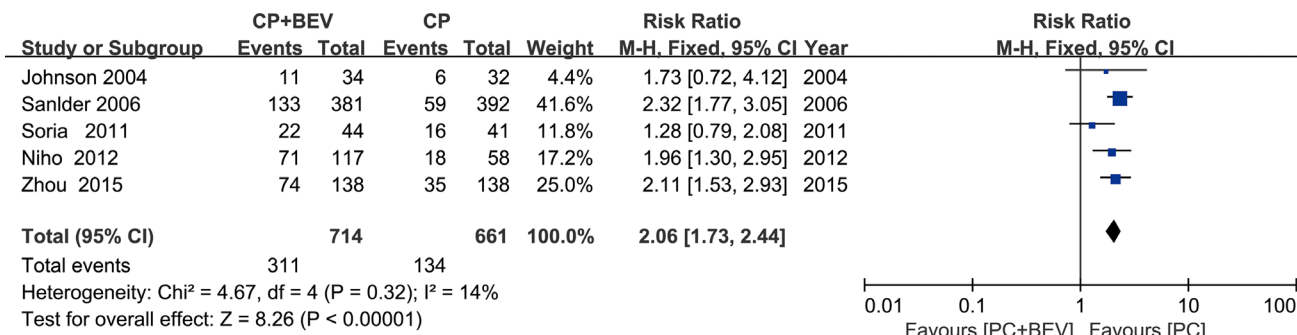 CP+BEV CP Risk Ratio Risk Ratio
Study or Subgroup Events Total Events Total Weight M-H, Fixed, 95% CI Year M-H, Fixed, 95% CI
Johnson 2004 11 34 6 32 4.4% 1.73 [0.72, 4.12] 2004
Sanlder 2006 133 381 59 392 41.6% 2.32 [1.77, 3.05] 2006
Soria 2011 22 44 16 41 11.8% 1.28 [0.79, 2.08] 2011
Niho 2012 71 117 18 58 17.2% 1.96 [1.30, 2.95] 2012
Zhou 2015 74 138 35 138 25.0% 2.11 [1.53, 2.93] 2015
Total (95% CI) 714 661 100.0% 2.06 [1.73, 2.44]
Total events 311 134
Heterogeneity: Chi² = 4.67, df = 4 (P = 0.32); I² = 14%
Test for overall effect: Z = 8.26 (P < 0.00001)
0.01 0.1 1 10 100
Favours [PC+BEV] Favours [PC]